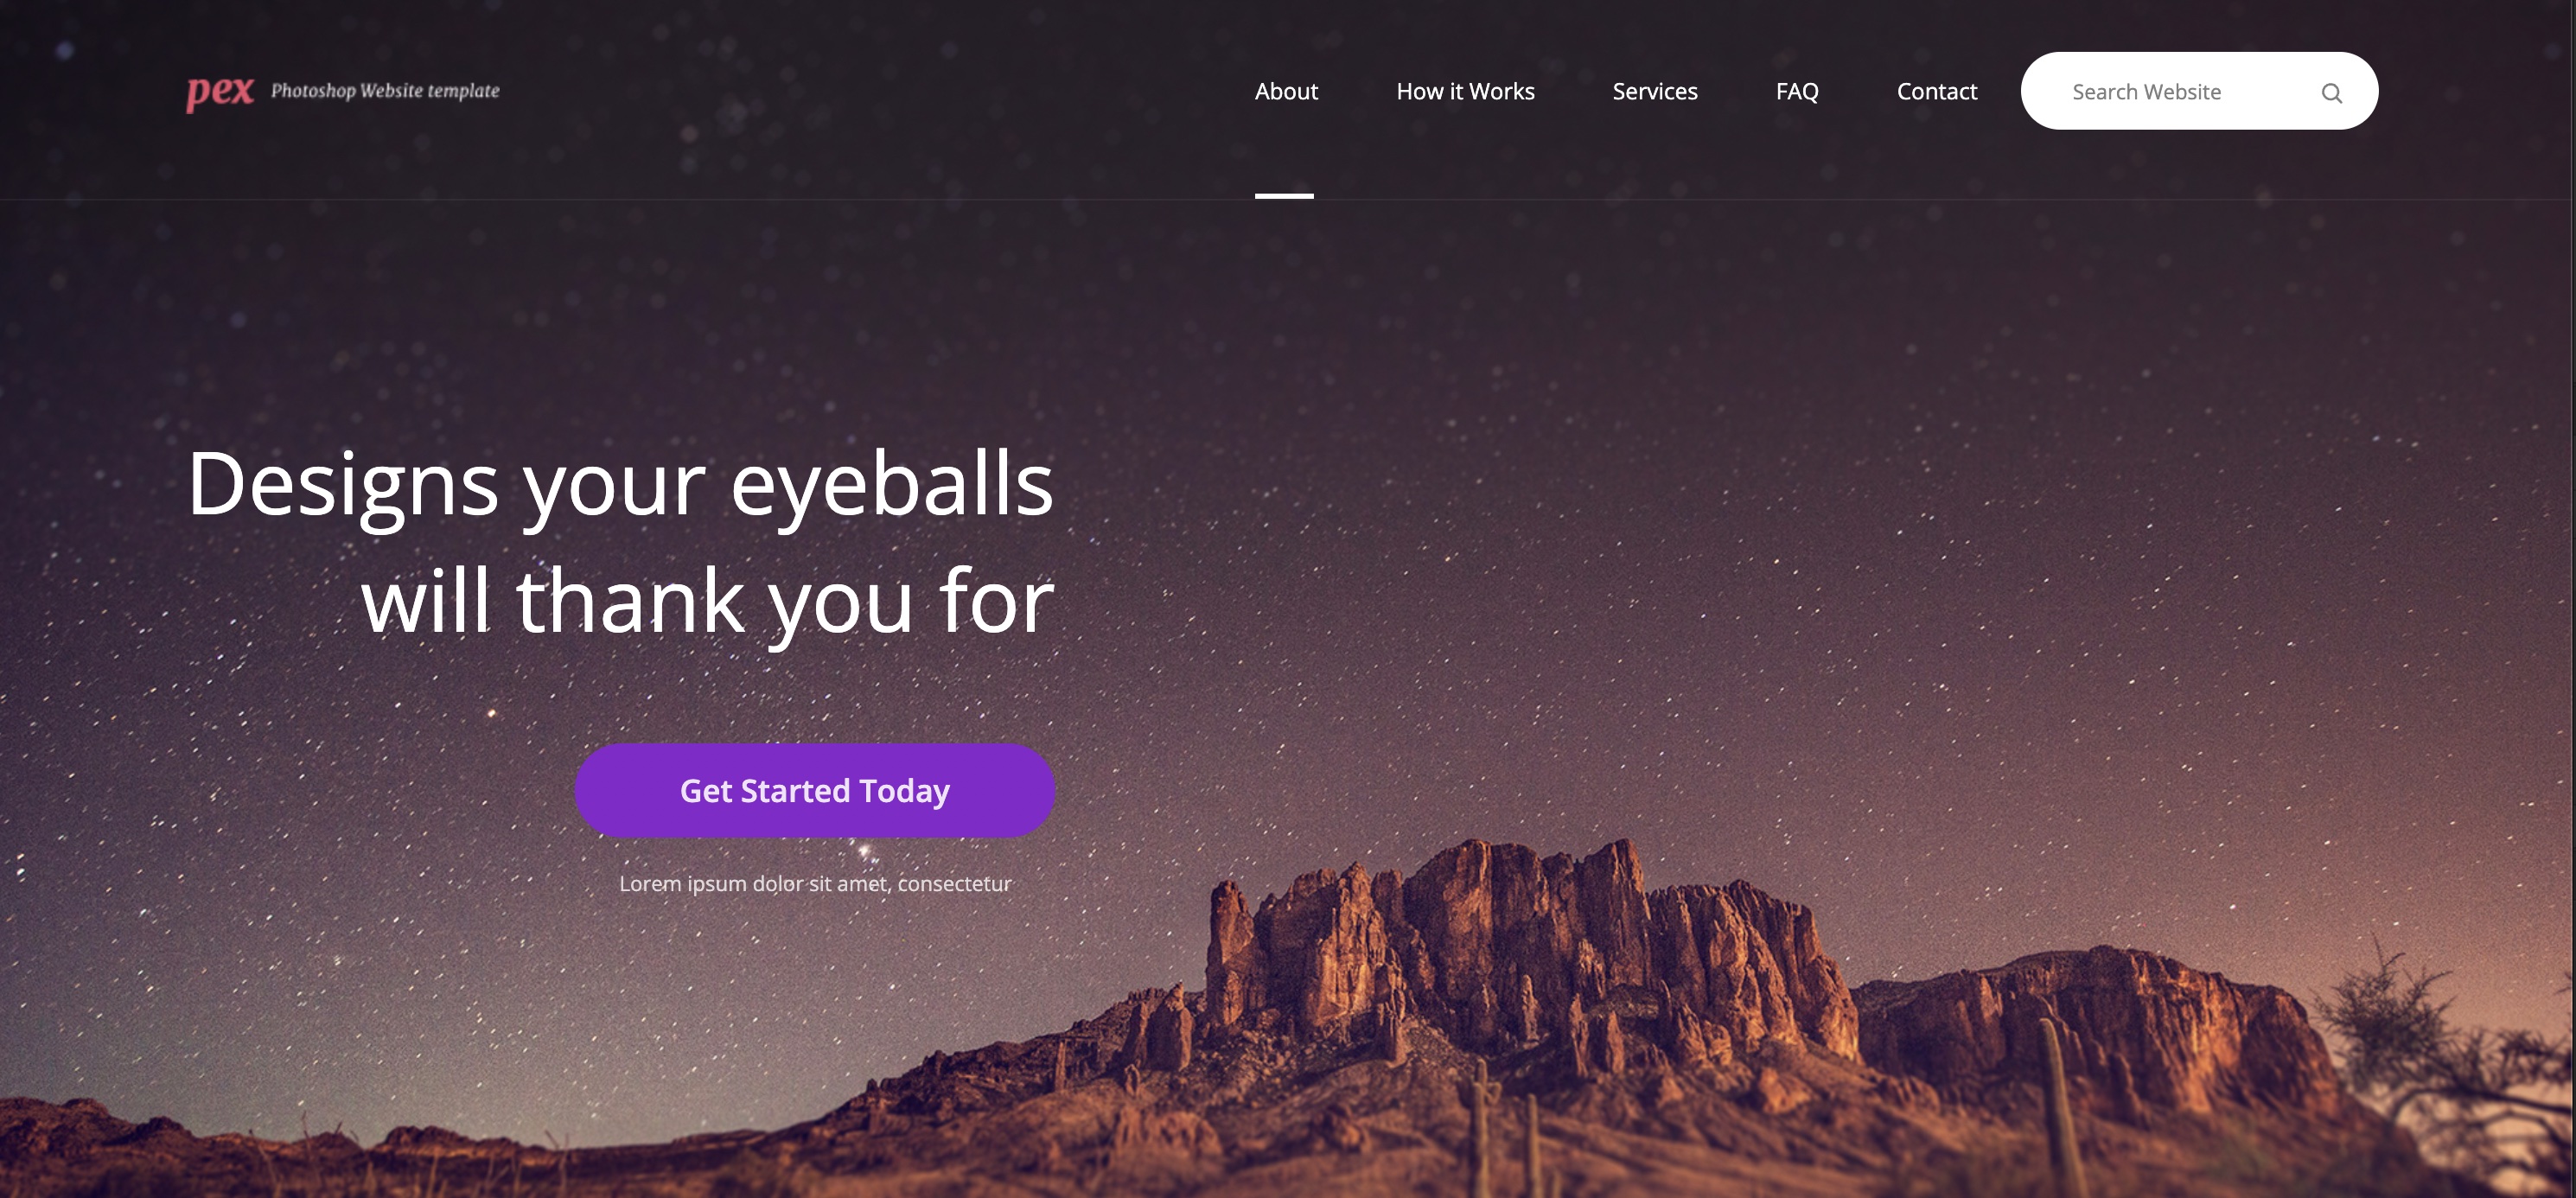 pex Photoshop Website template
About How it Works Services FAQ Contact Search Website
Designs your eyeballs
will thank you for
Get Started Today
Lorem ipsum dolor sit amet, consectetur